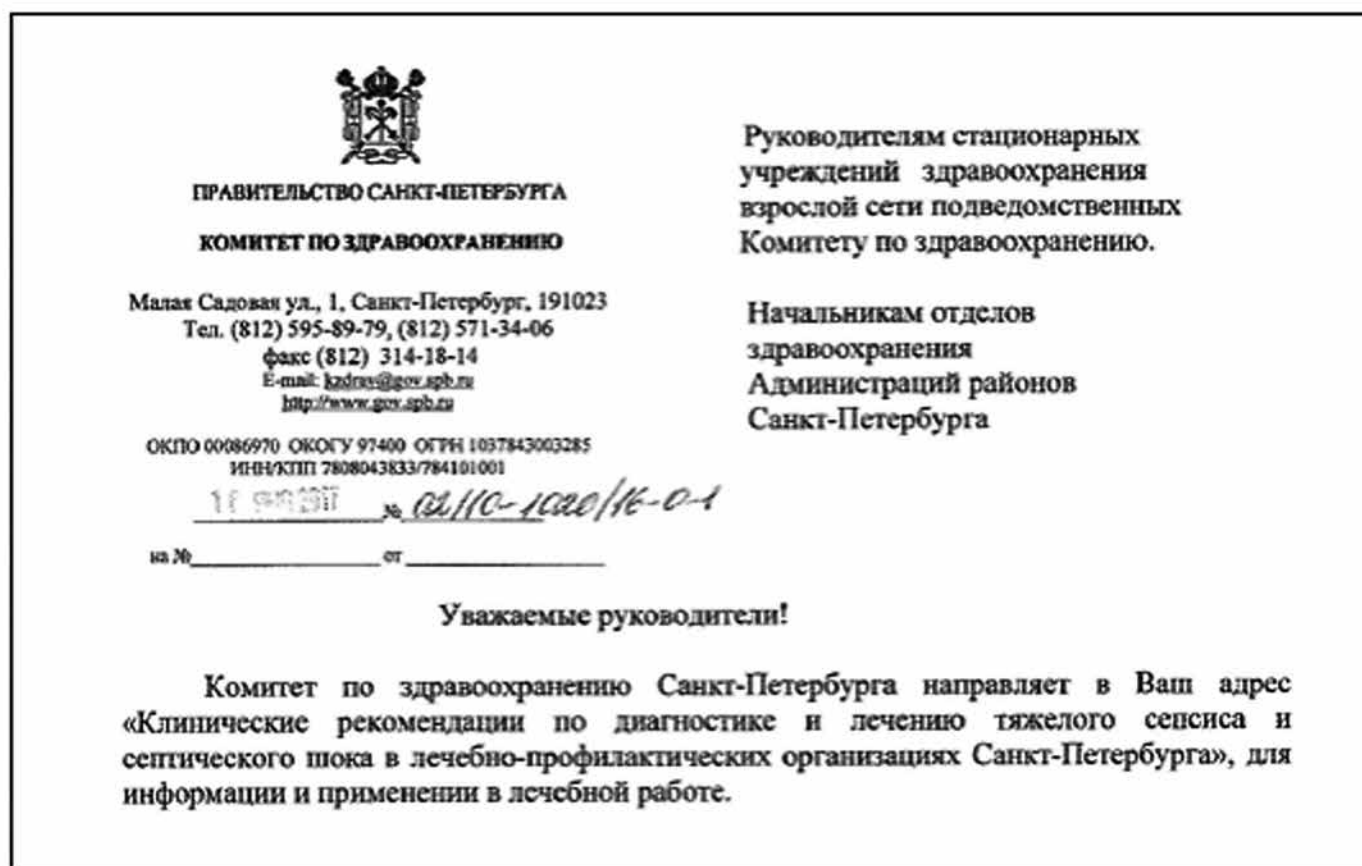 ПРАВИТЕЛЬСТВО САНКТ-ПЕТЕРБУРГА
КОМИТЕТ ПО ЗДРАВООХРАНЕНИЮ
Малая Садовая ул., 1, Санкт-Петербург, 191023
Тел. (812) 595-89-79, (812) 571-34-06
факс (812) 314-18-14
E-mail: kzdrav@gov.spb.ru
http://www.gov.spb.ru
ОКПО 00086970 ОКОГУ 97400 ОГРН 1037843003285
ИНН/КПП 7808043833/784101001
№ 02/10-1020/16-0-1
на № от
Руководителям стационарных
учреждений здравоохранения
взрослой сети подведомственных
Комитету по здравоохранению.
Начальникам отделов
здравоохранения
Администраций районов
Санкт-Петербурга
Уважаемые руководители!
Комитет по здравоохранению Санкт-Петербурга направляет в Ваш адрес
«Клинические рекомендации по диагностике и лечению тяжелого сепсиса и
септического шока в лечебно-профилактических организациях Санкт-Петербурга», для
информации и применении в лечебной работе.